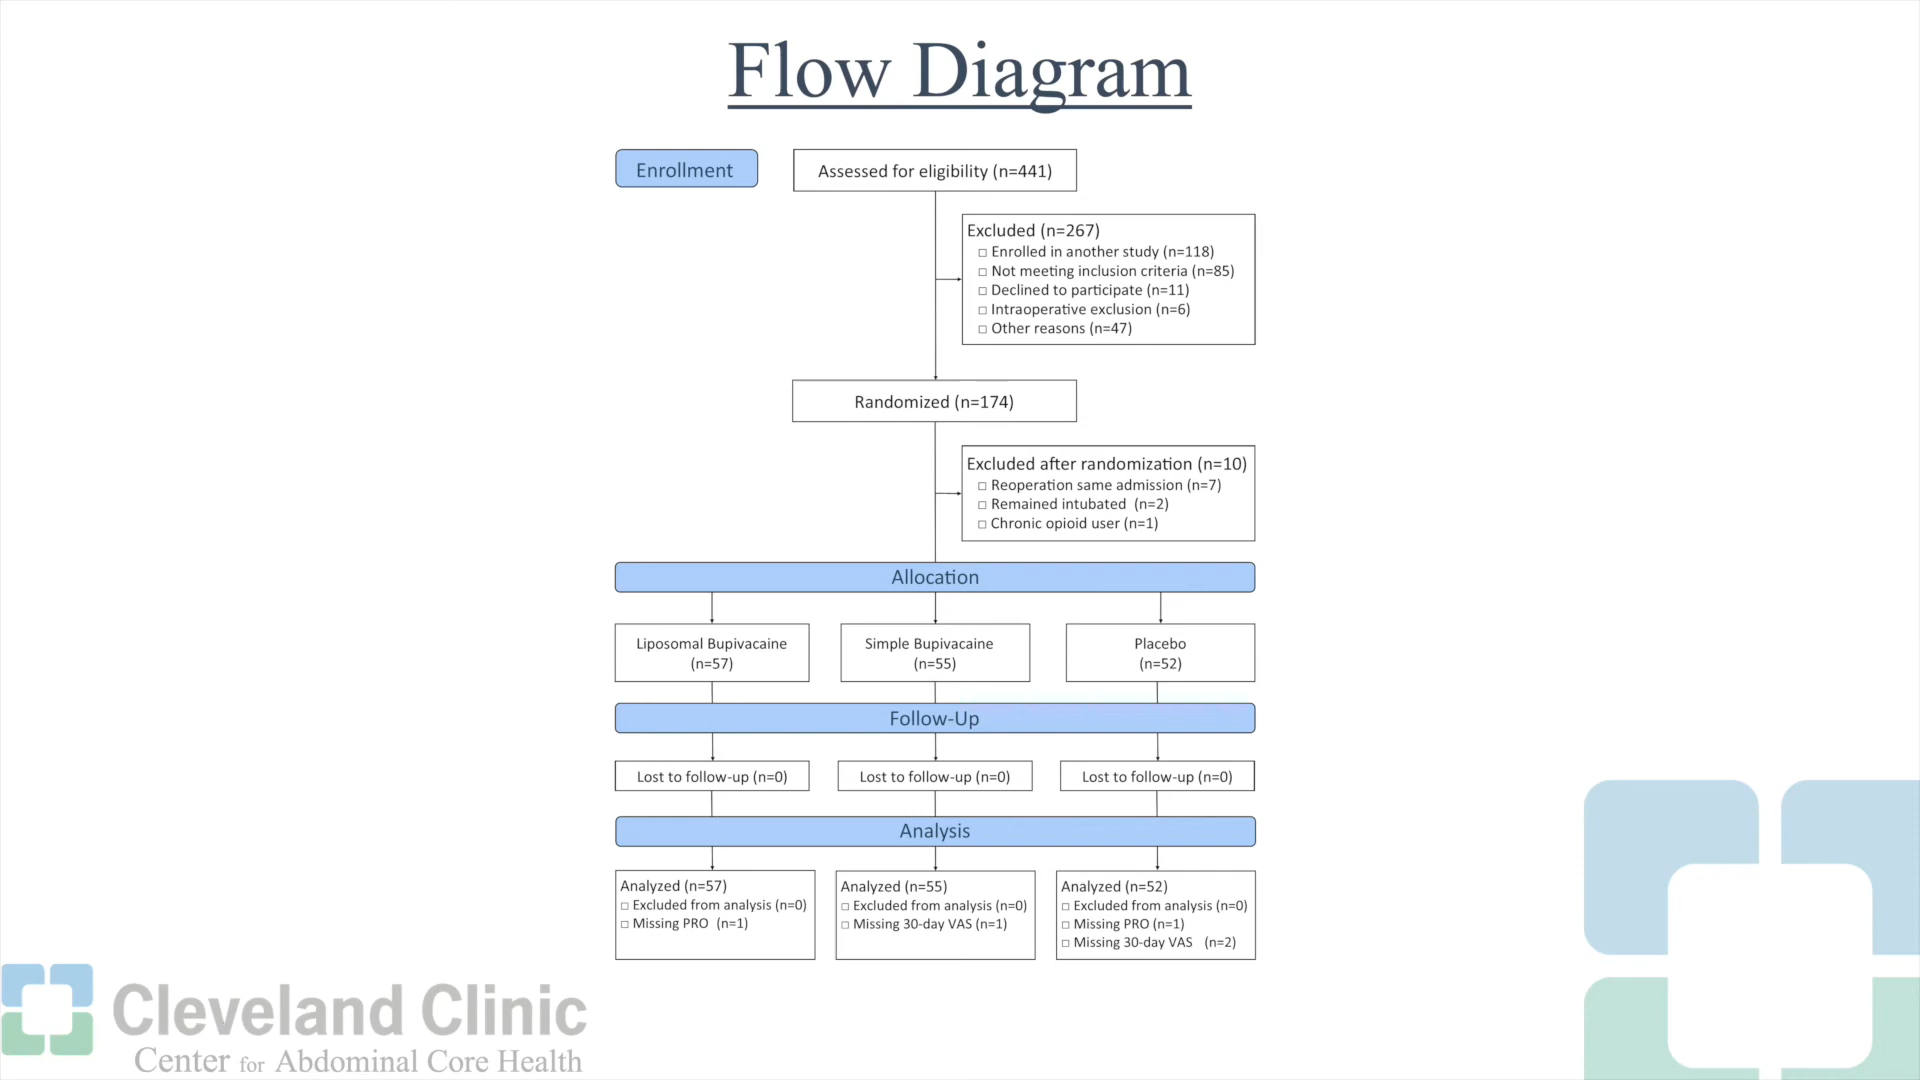 Flow Diagram
Enrollment
Assessed for eligibility (n=441)
Excluded (n=267)
□ Enrolled in another study (n=118)
□ Not meeting inclusion criteria (n=85)
□ Declined to participate (n=11)
□ Intraoperative exclusion (n=6)
□ Other reasons (n=47)
Randomized (n=174)
Excluded after randomization (n=10)
□ Reoperation same admission (n=7)
□ Remained intubated (n=2)
□ Chronic opioid user (n=1)
Allocation
Liposomal Bupivacaine
(n=57)
Simple Bupivacaine
(n=55)
Placebo
(n=52)
Follow-Up
Lost to follow-up (n=0)
Lost to follow-up (n=0)
Lost to follow-up (n=0)
Analysis
Analyzed (n=57)
□ Excluded from analysis (n=0)
□ Missing PRO (n=1)
Analyzed (n=55)
□ Excluded from analysis (n=0)
□ Missing 30-day VAS (n=1)
Analyzed (n=52)
□ Excluded from analysis (n=0)
□ Missing PRO (n=1)
□ Missing 30-day VAS (n=2)
Cleveland Clinic
Center for Abdominal Core Health